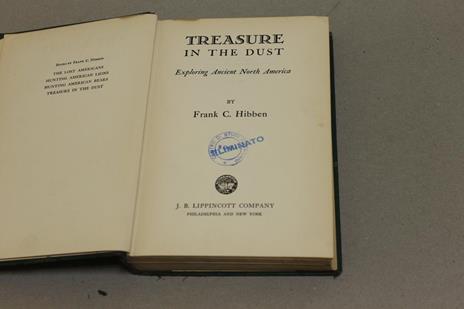 Books by Frank C. Hibben
THE LOST AMERICANS
HUNTING AMERICAN LIONS
HUNTING AMERICAN BEARS
TREASURE IN THE DUST
TREASURE
IN THE DUST
Exploring Ancient North America
BY
Frank C. Hibben
ELIMINATO
J. B. LIPPINCOTT COMPANY
PHILADELPHIA AND NEW YORK